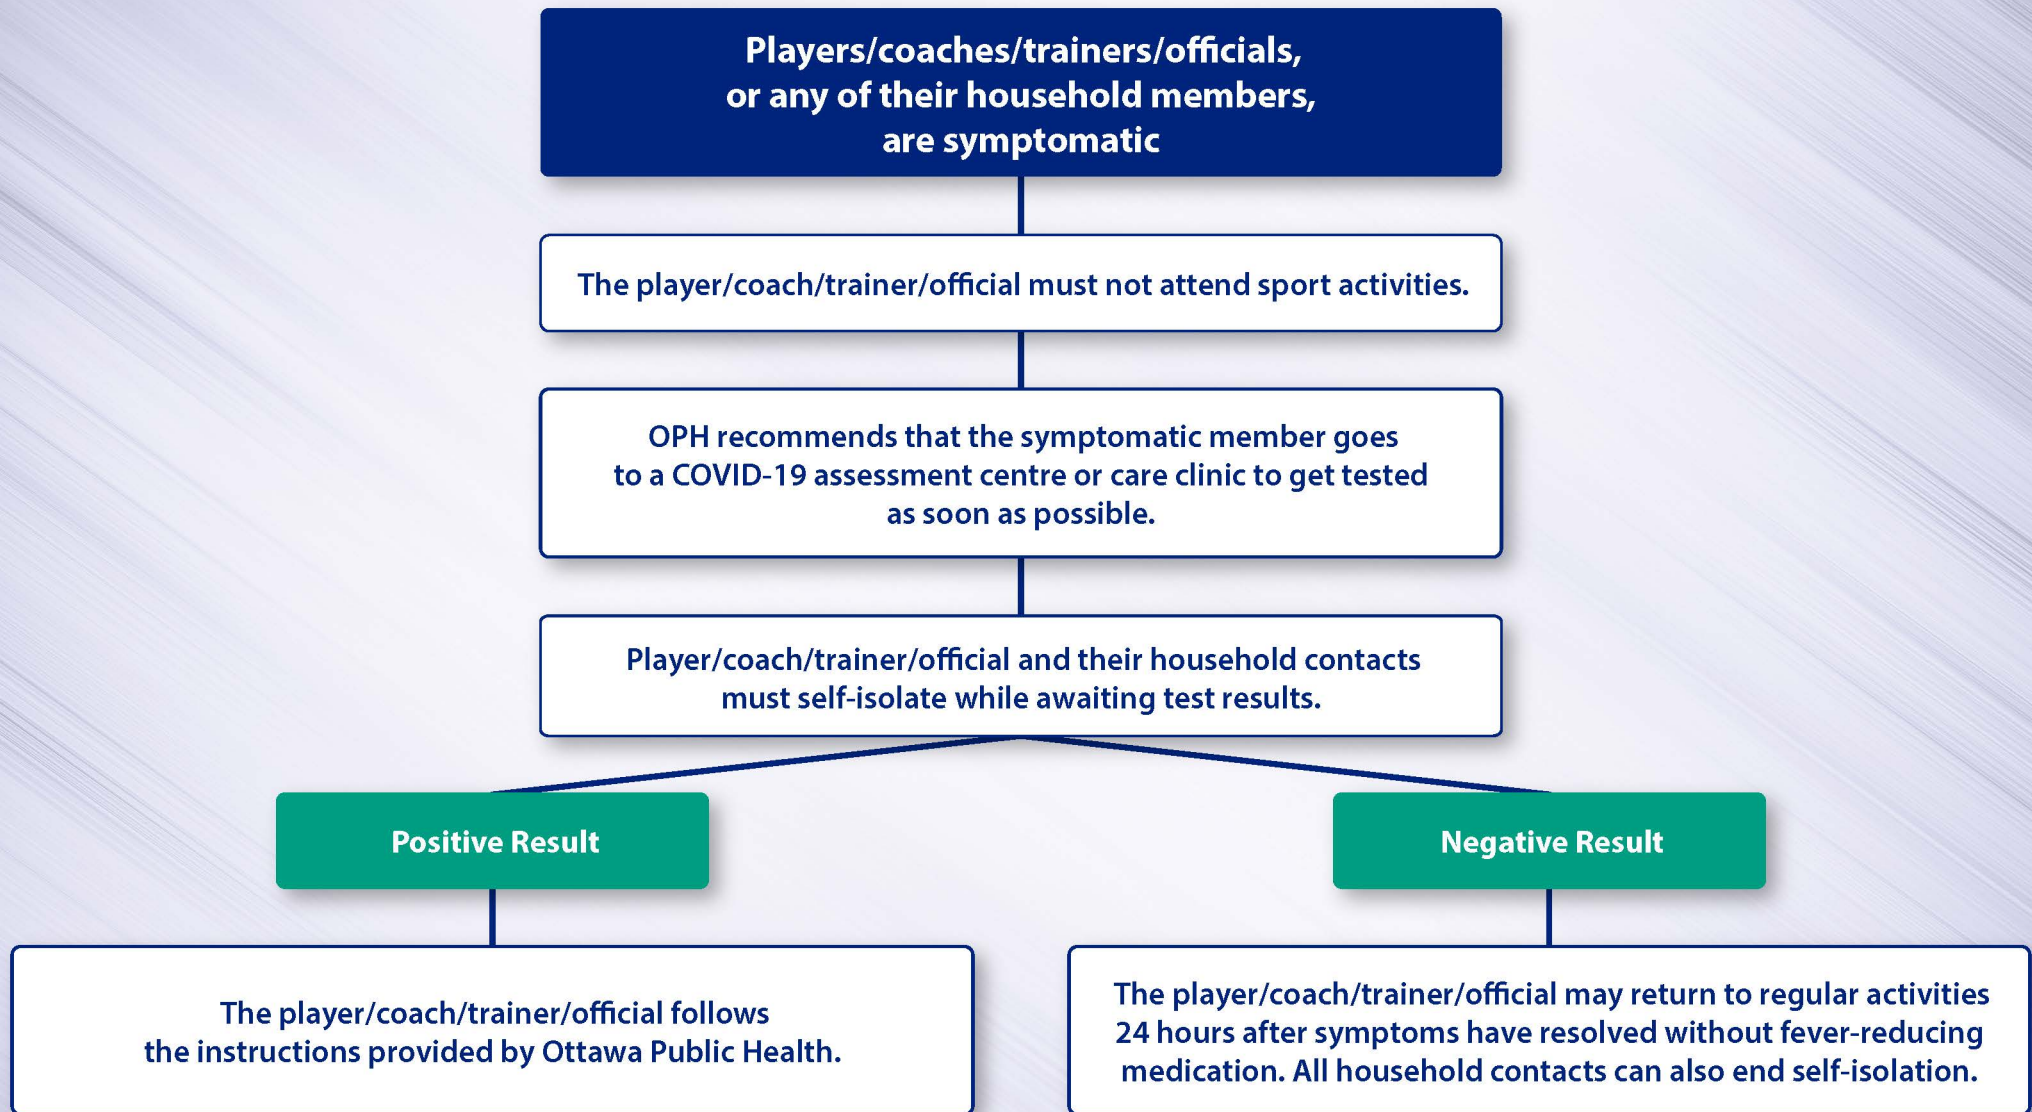 Players/coaches/trainers/officials,
or any of their household members,
are symptomatic
The player/coach/trainer/official must not attend sport activities.
OPH recommends that the symptomatic member goes
to a COVID-19 assessment centre or care clinic to get tested
as soon as possible.
Player/coach/trainer/official and their household contacts
must self-isolate while awaiting test results.
Positive Result
Negative Result
The player/coach/trainer/official follows
the instructions provided by Ottawa Public Health.
The player/coach/trainer/official may return to regular activities
24 hours after symptoms have resolved without fever-reducing
medication. All household contacts can also end self-isolation.